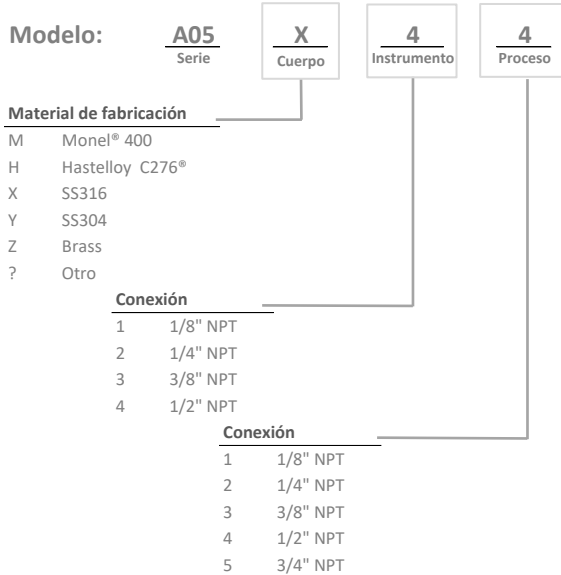 Modelo: A05 X 4 4
Serie Cuerpo Instrumento Proceso
Material de fabricación
M Monel® 400
H Hastelloy C276®
X SS316
Y SS304
Z Brass
? Otro
Conexión
1 1/8" NPT
2 1/4" NPT
3 3/8" NPT
4 1/2" NPT
Conexión
1 1/8" NPT
2 1/4" NPT
3 3/8" NPT
4 1/2" NPT
5 3/4" NPT